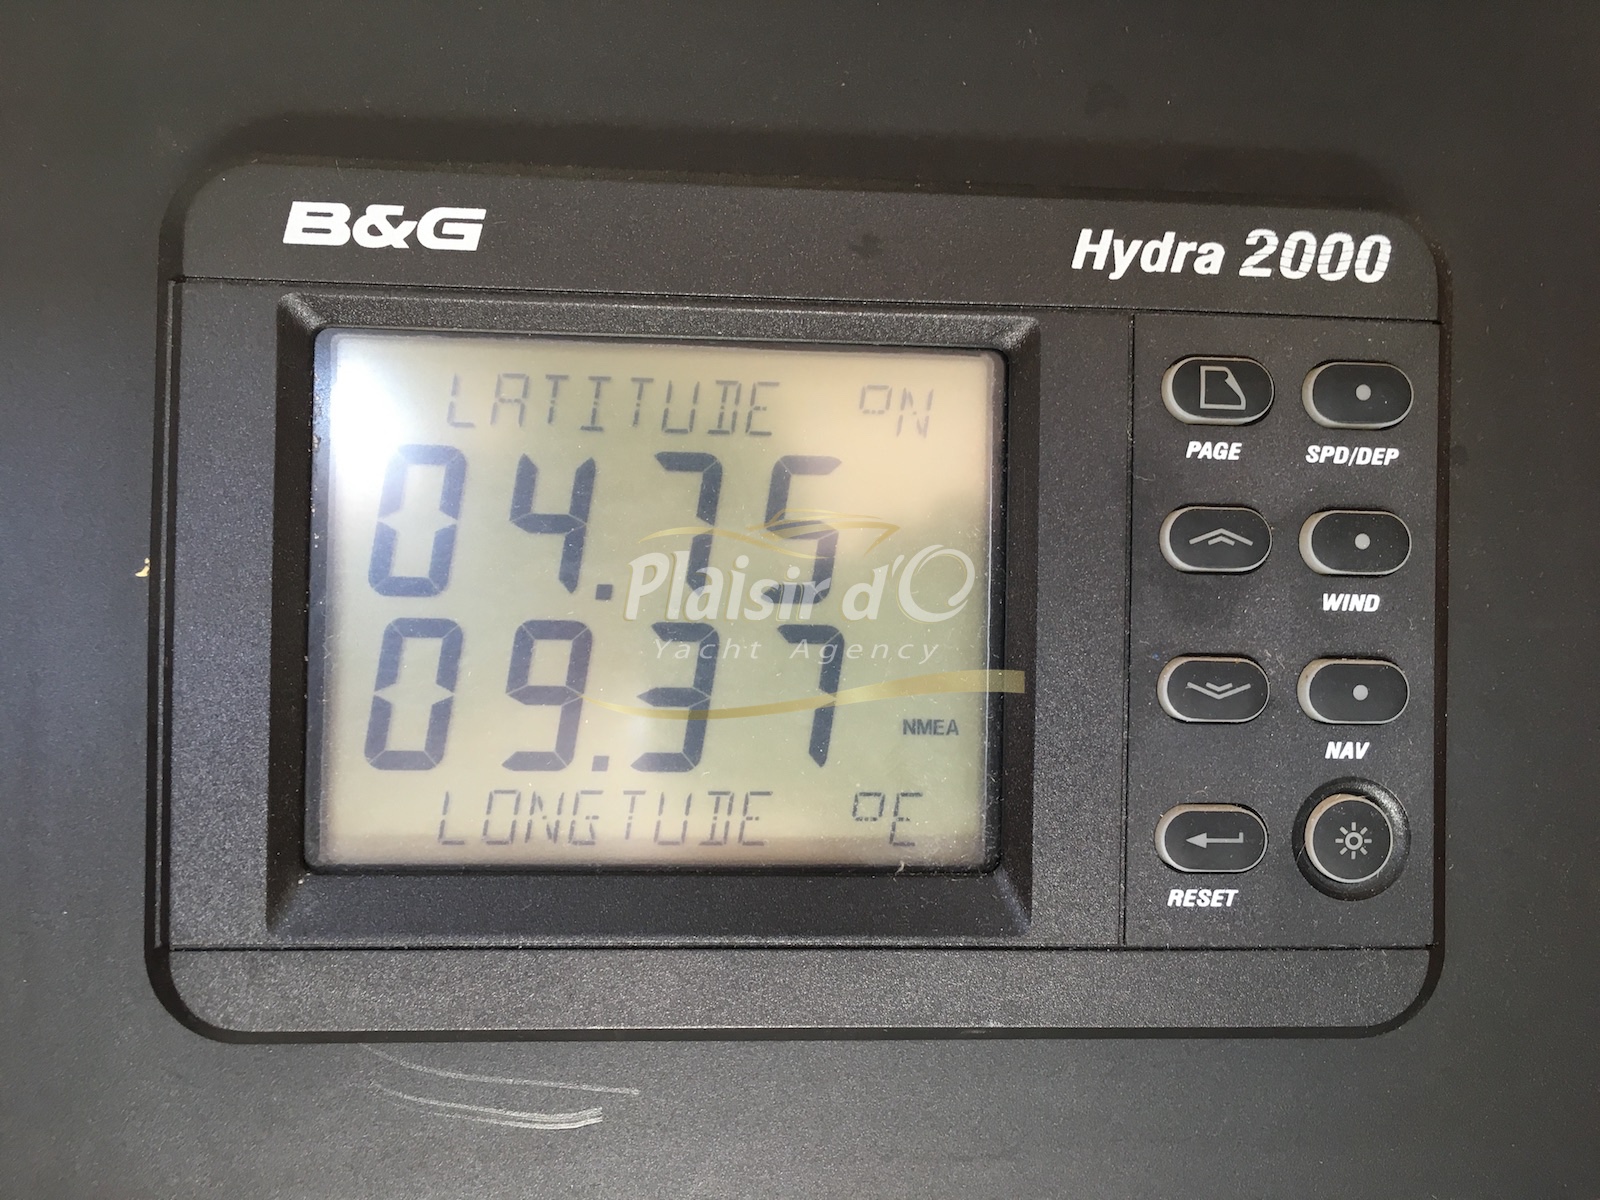 B&G
Hydra 2000
LATITUDE °N
04.75
09.37
NMEA
LONGTUDE °E
PAGE
SPD/DEP
WIND
NAV
RESET
Plaisir d'O
Yacht Agency